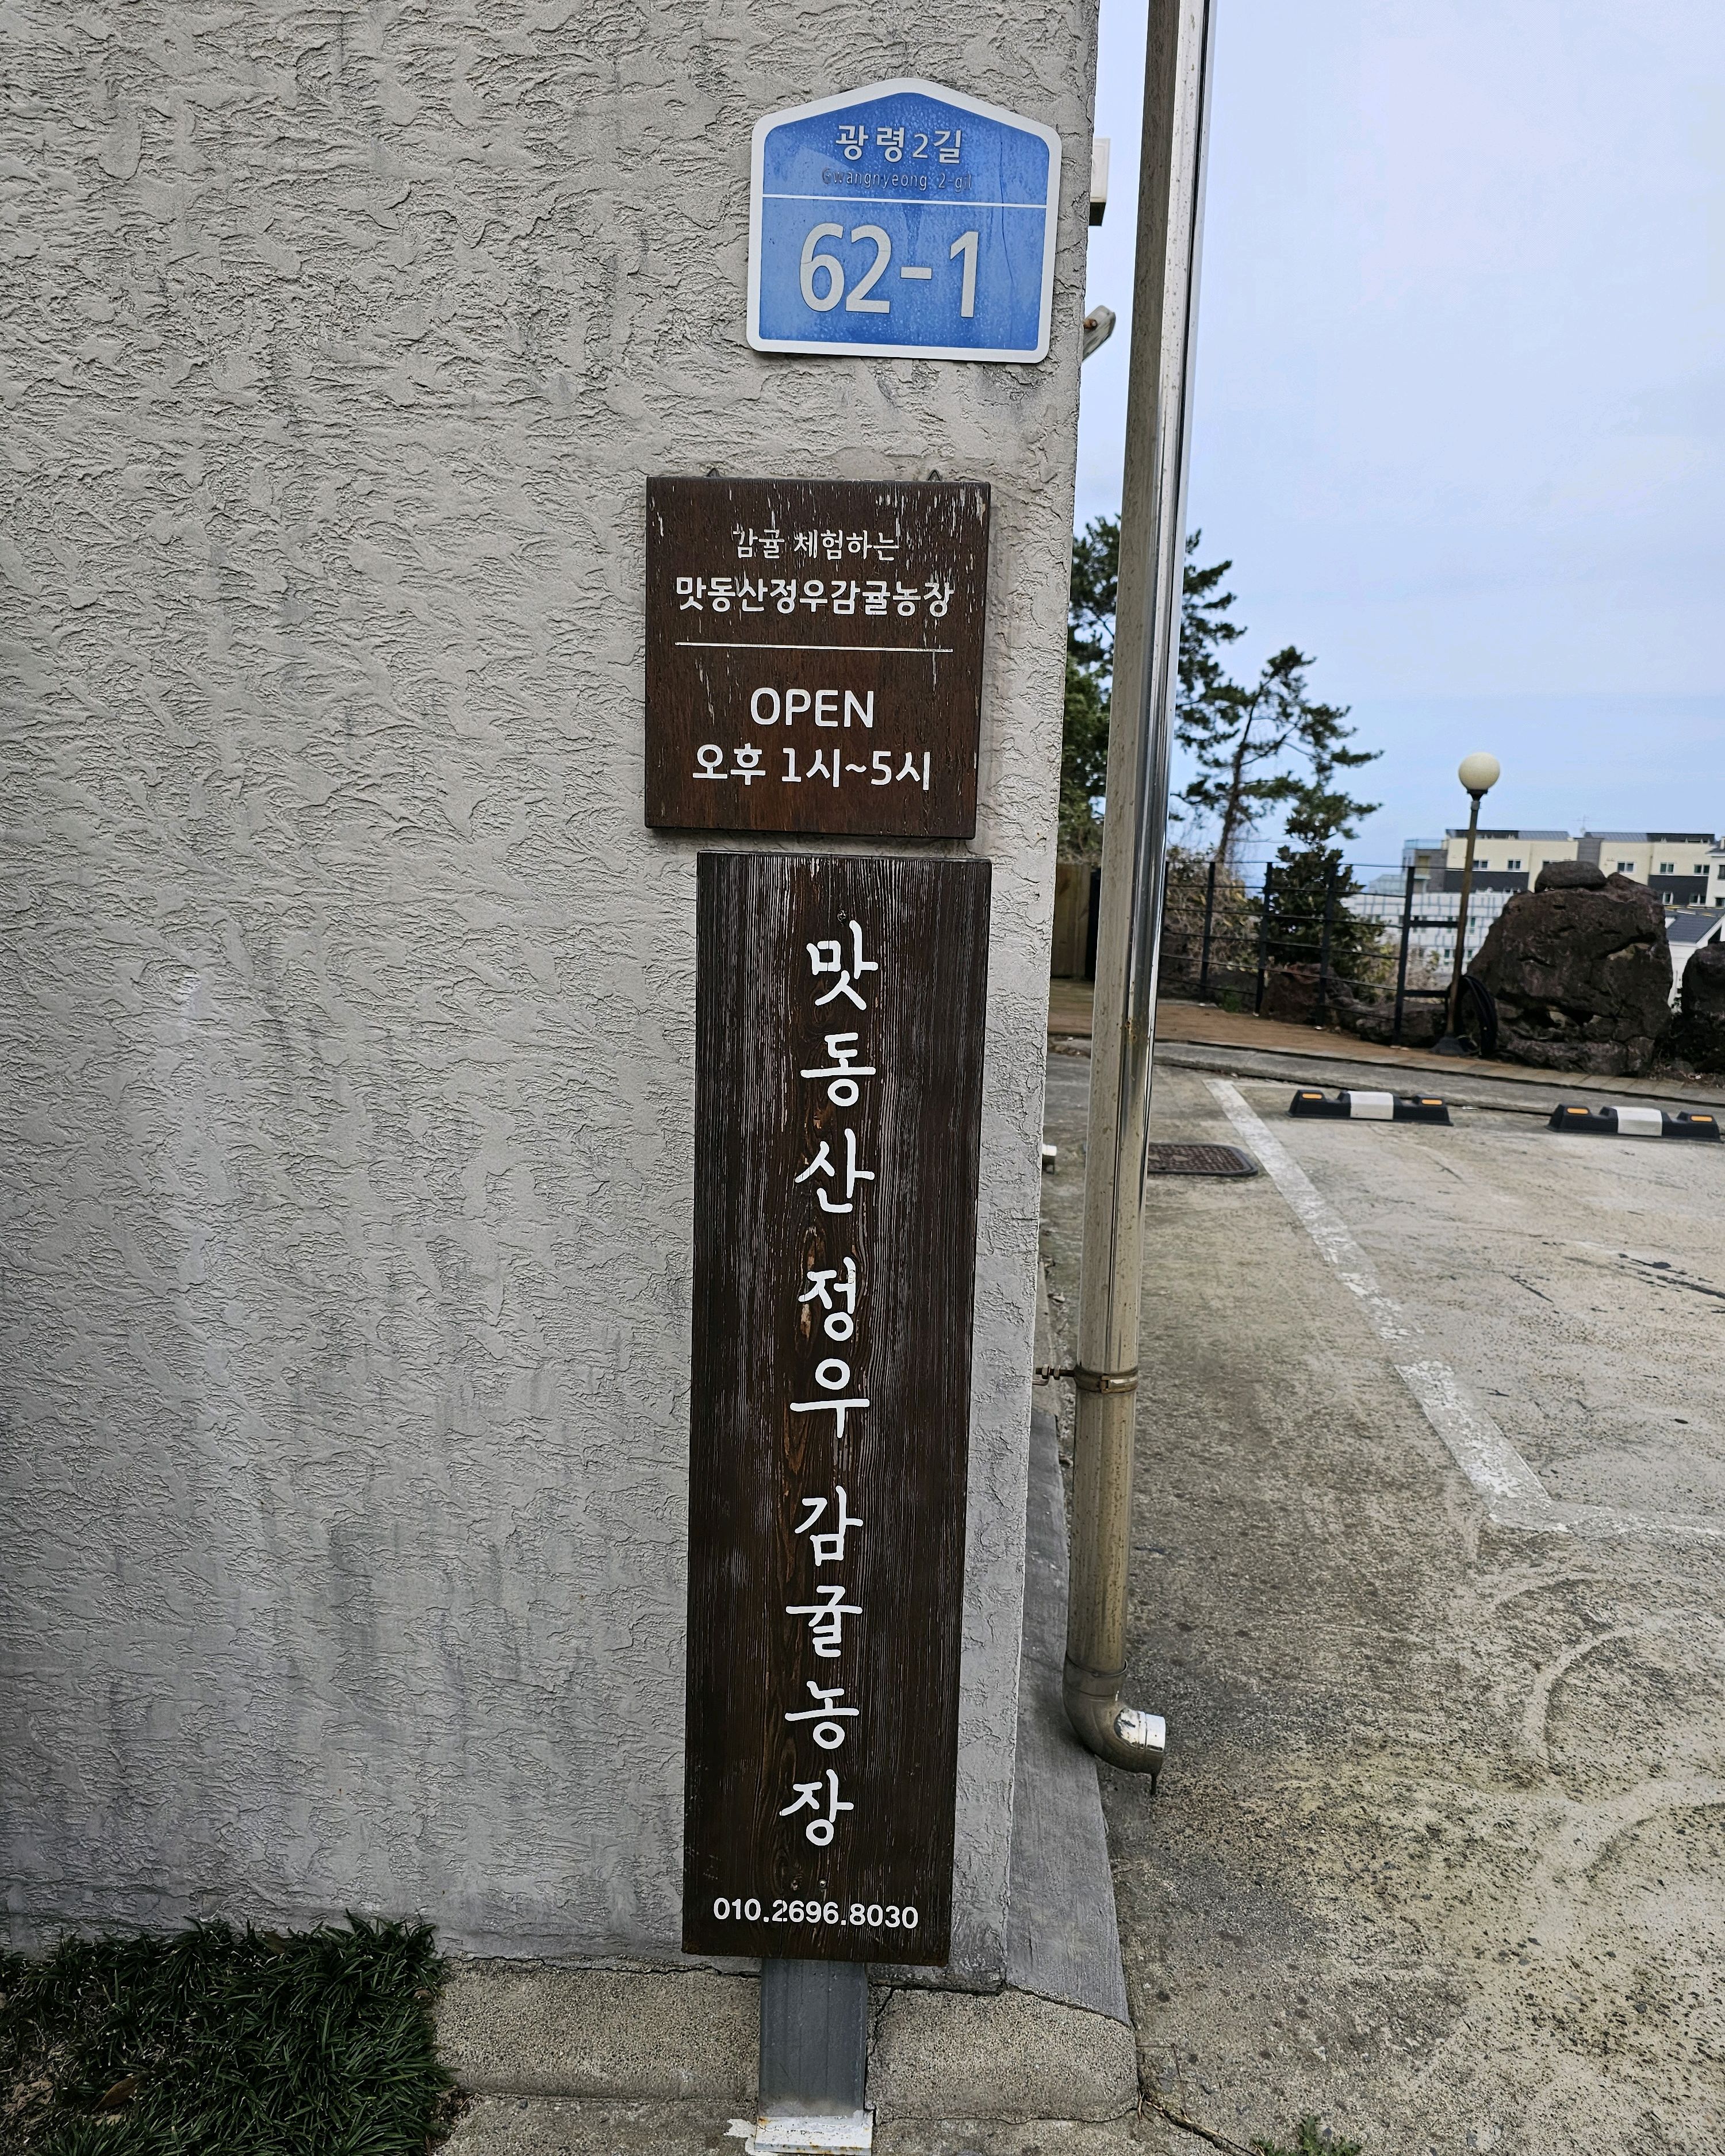 광령2길
Gwangnyeong 2-gil
62-1
감귤 체험하는
맛동산정우감귤농장
OPEN
오후 1시~5시
맛동산 정우 감귤농장
010.2696.8030